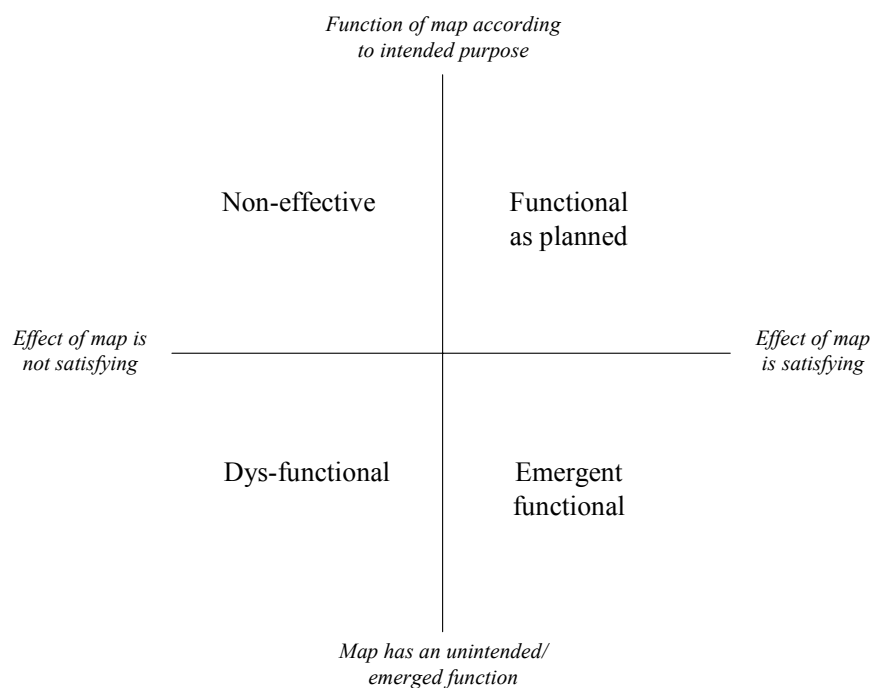 Function of map according
to intended purpose
Non-effective
Functional
as planned
Effect of map is
not satisfying
Effect of map
is satisfying
Dys-functional
Emergent
functional
Map has an unintended/
emerged function